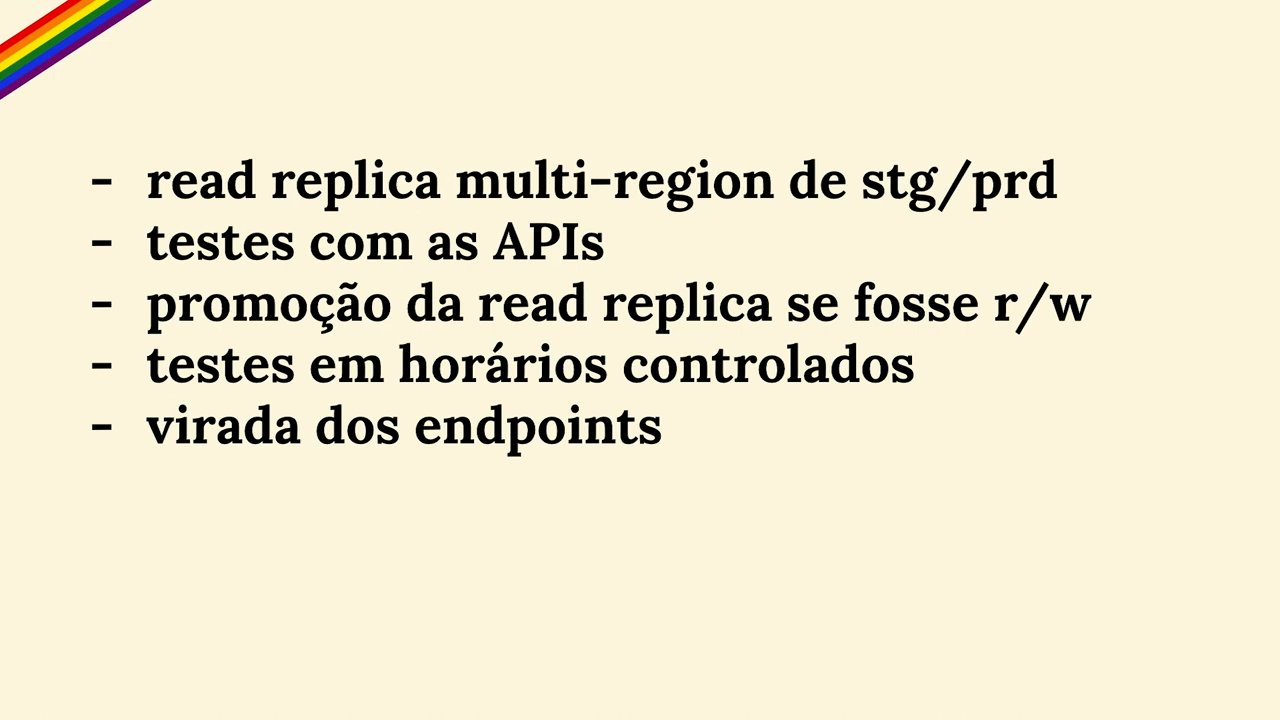 - read replica multi-region de stg/prd
- testes com as APIs
- promoção da read replica se fosse r/w
- testes em horários controlados
- virada dos endpoints